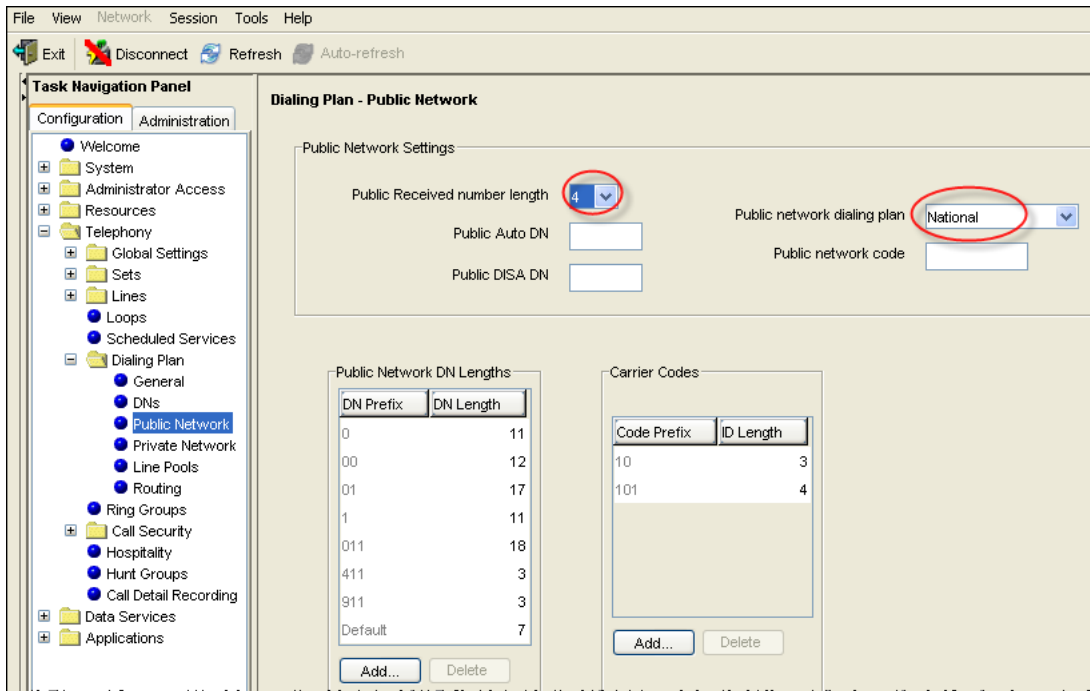 File View Network Session Tools Help
Exit Disconnect Refresh Auto-refresh
Task Navigation Panel
Configuration Administration
Welcome
System
Administrator Access
Resources
Telephony
Global Settings
Sets
Lines
Loops
Scheduled Services
Dialing Plan
General
DNs
Public Network
Private Network
Line Pools
Routing
Ring Groups
Call Security
Hospitality
Hunt Groups
Call Detail Recording
Data Services
Applications
Dialing Plan - Public Network
Public Network Settings
Public Received number length 4
Public Auto DN
Public DISA DN
Public network dialing plan National
Public network code
Public Network DN Lengths
DN Prefix DN Length
0 11
00 12
01 17
1 11
011 18
411 3
911 3
Default 7
Add... Delete
Carrier Codes
Code Prefix ID Length
10 3
101 4
Add... Delete